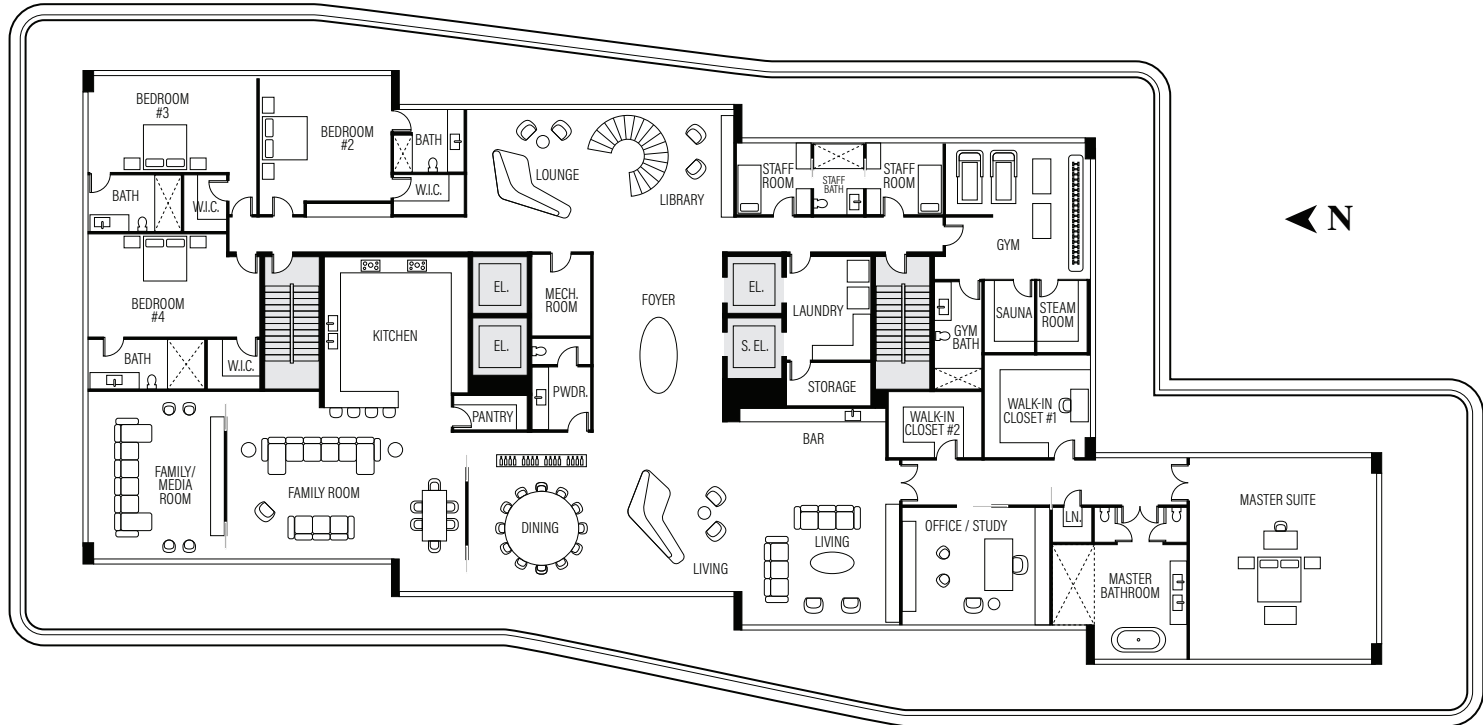 BEDROOM
#3
BEDROOM
#2
BATH
W.I.C.
BATH
W.I.C.
LOUNGE
LIBRARY
STAFF
ROOM
STAFF
BATH
STAFF
ROOM
GYM
N
BEDROOM
#4
BATH
W.I.C.
KITCHEN
EL.
EL.
MECH.
ROOM
PWDR.
PANTRY
FOYER
EL.
S. EL.
LAUNDRY
STORAGE
GYM
BATH
SAUNA
STEAM
ROOM
WALK-IN
CLOSET #2
WALK-IN
CLOSET #1
BAR
FAMILY/
MEDIA
ROOM
FAMILY ROOM
DINING
LIVING
LIVING
OFFICE / STUDY
LN.
MASTER
BATHROOM
MASTER SUITE